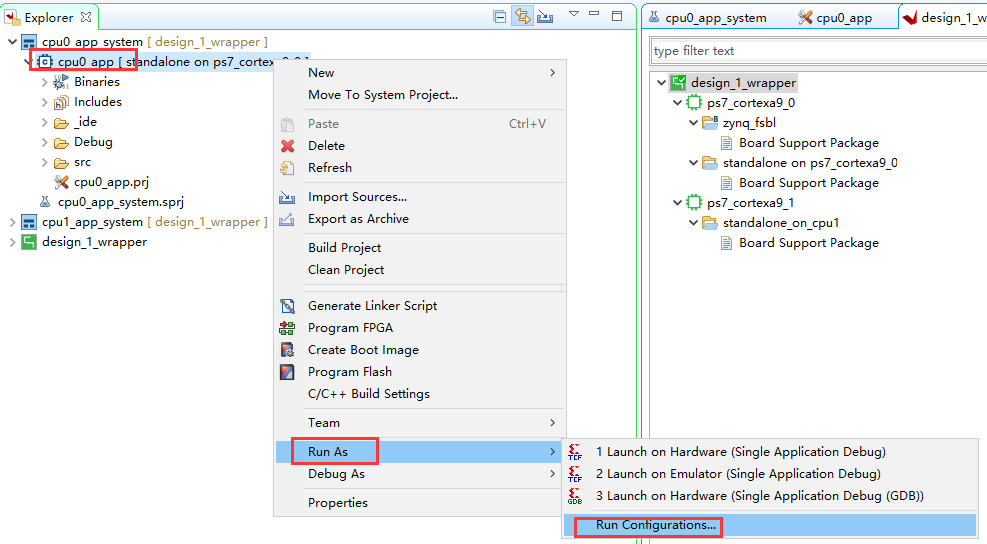 Explorer
cpu0_app_system [ design_1_wrapper ]
cpu0_app [ standalone on ps7_cortexa9_0 ]
Binaries
Includes
_ide
Debug
src
cpu0_app.prj
cpu0_app_system.sprj
cpu1_app_system [ design_1_wrapper ]
design_1_wrapper
New
Move To System Project...
Paste Ctrl+V
Delete
Refresh
Import Sources...
Export as Archive
Build Project
Clean Project
Generate Linker Script
Program FPGA
Create Boot Image
Program Flash
C/C++ Build Settings
Team
Run As
Debug As
Properties
TCF 1 Launch on Hardware (Single Application Debug)
TCF 2 Launch on Emulator (Single Application Debug)
GDB 3 Launch on Hardware (Single Application Debug (GDB))
Run Configurations...
cpu0_app_system
cpu0_app
design_1_w
type filter text
design_1_wrapper
ps7_cortexa9_0
zynq_fsbl
Board Support Package
standalone on ps7_cortexa9_0
Board Support Package
ps7_cortexa9_1
standalone_on_cpu1
Board Support Package